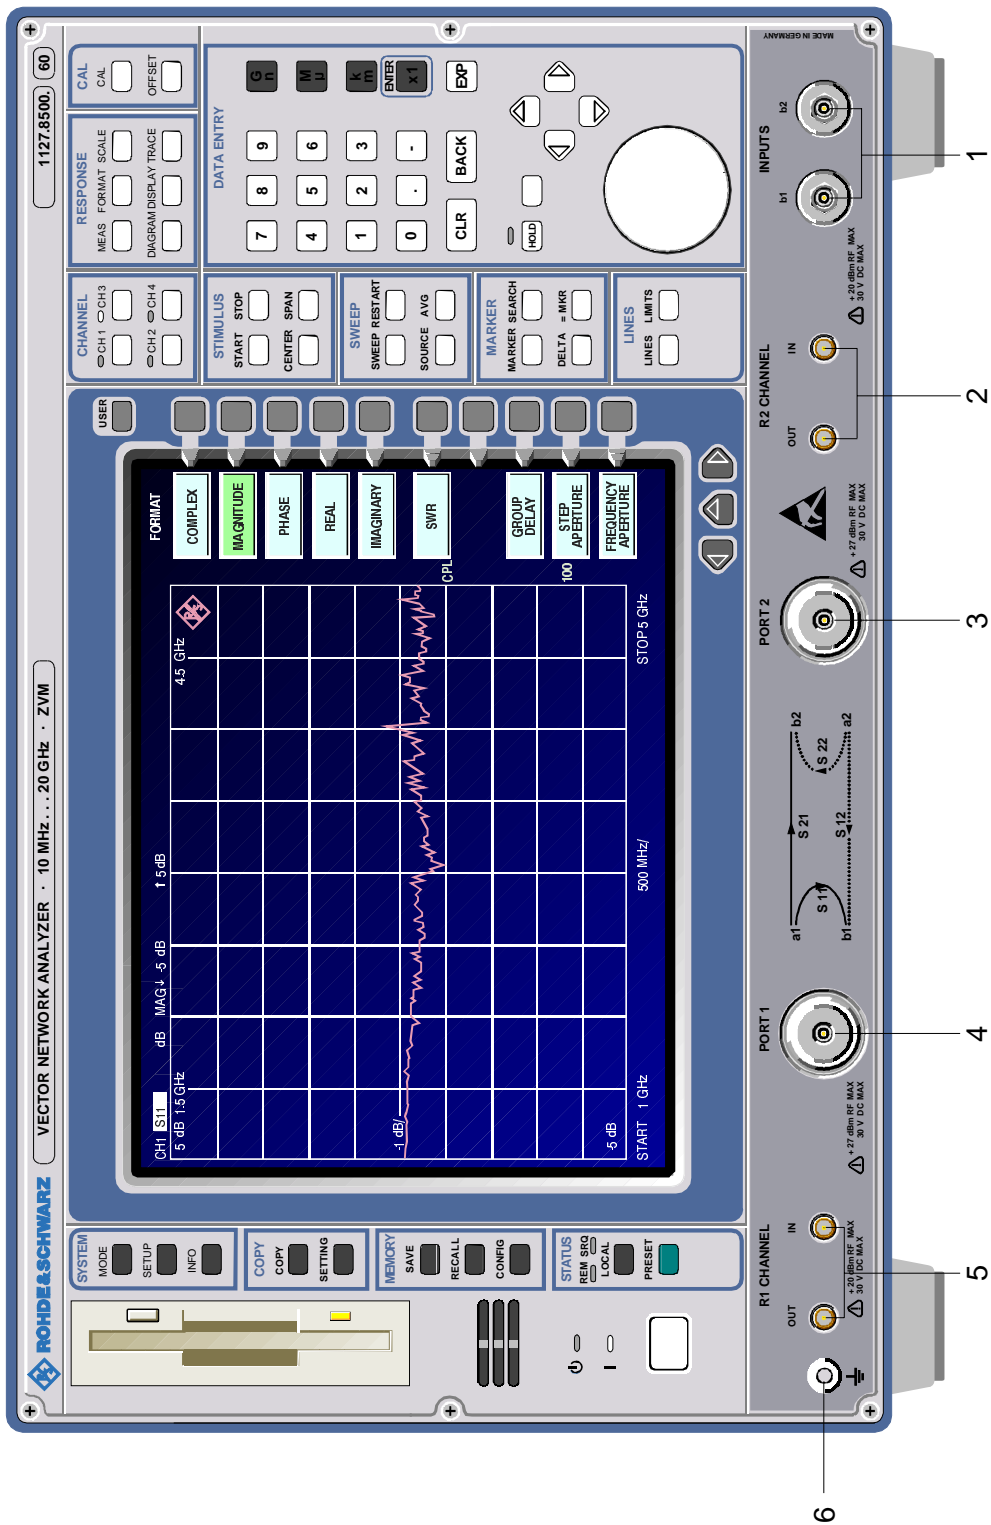 ROHDE&SCHWARZ
VECTOR NETWORK ANALYZER · 10 MHz . . . 20 GHz · ZVM
1127.8500. 60
SYSTEM
MODE
SETUP
INFO
COPY
COPY
SETTING
MEMORY
SAVE
RECALL
CONFIG
STATUS
REM SRQ
LOCAL
PRESET
CH1 S11 dB MAG↓ -5 dB ↑ 5 dB
5 dB 1.5 GHz 4.5 GHz
-1 dB/
CPL
100
-5 dB
START 1 GHz 500 MHz/ STOP 5 GHz
FORMAT
COMPLEX
MAGNITUDE
PHASE
REAL
IMAGINARY
SWR
GROUP
DELAY
STEP
APERTURE
FREQUENCY
APERTURE
USER
CHANNEL
CH 1 CH 3
CH 2 CH 4
STIMULUS
START STOP
CENTER SPAN
SWEEP
SWEEP RESTART
SOURCE AVG
MARKER
MARKER SEARCH
DELTA = MKR
LINES
LINES LIMITS
RESPONSE
MEAS FORMAT SCALE
DIAGRAM DISPLAY TRACE
CAL
CAL
OFFSET
DATA ENTRY
7 8 9 G n
4 5 6 M µ
1 2 3 k m
ENTER
0 . - x1
CLR BACK EXP
HOLD
R1 CHANNEL
OUT IN
+ 20 dBm RF MAX
30 V DC MAX
PORT 1
+ 27 dBm RF MAX
30 V DC MAX
a1 S 21 b2
S 11 S 22
b1 S 12 a2
PORT 2
+ 27 dBm RF MAX
30 V DC MAX
R2 CHANNEL
OUT IN
+ 20 dBm RF MAX
30 V DC MAX
INPUTS
b1 b2
MADE IN GERMANY
6 5 4 3 2 1